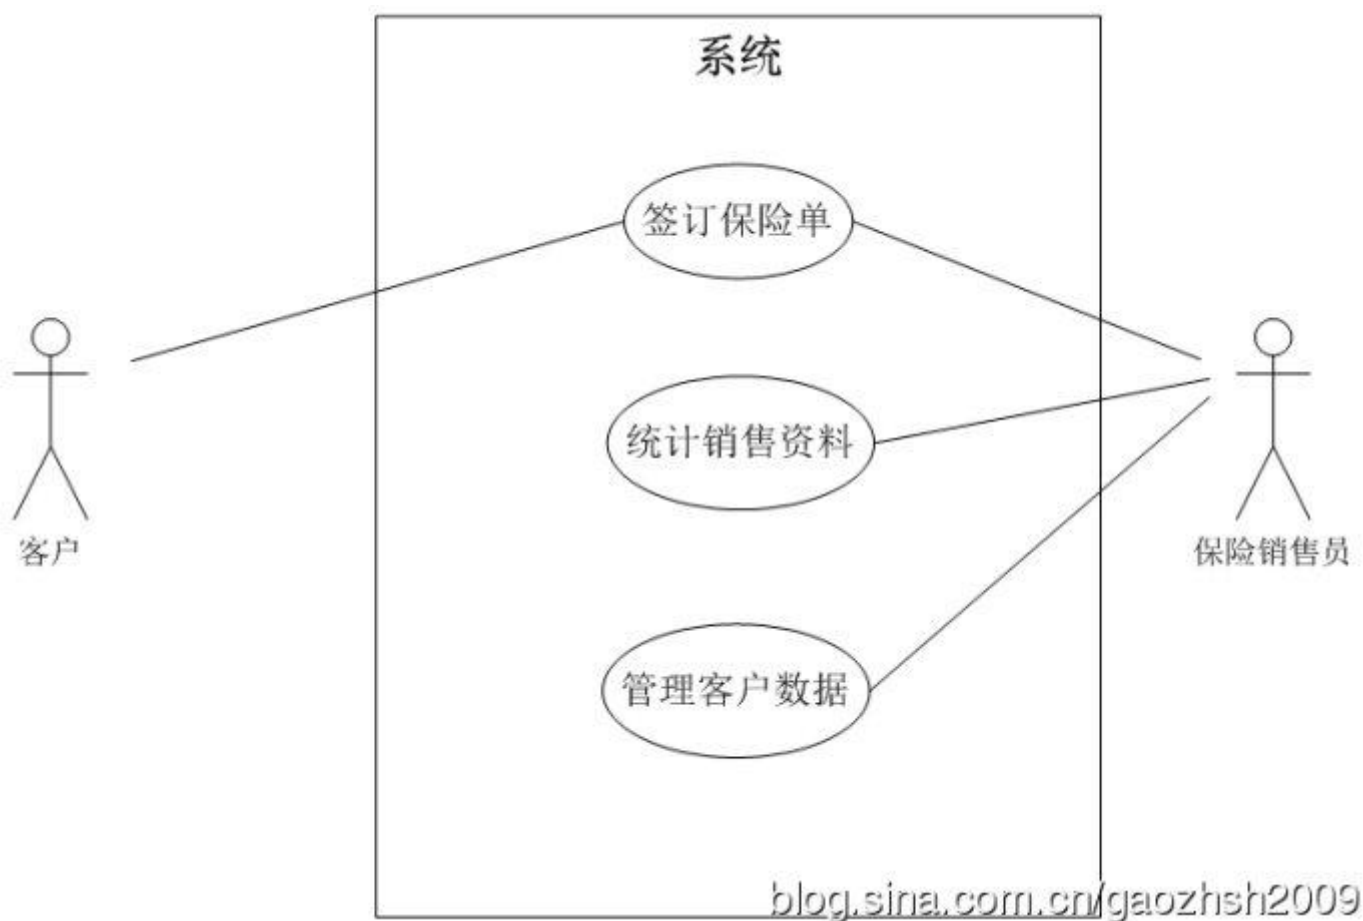 系统
签订保险单
统计销售资料
客户
保险销售员
管理客户数据
blog.sina.com.cn/gaozhsh2009